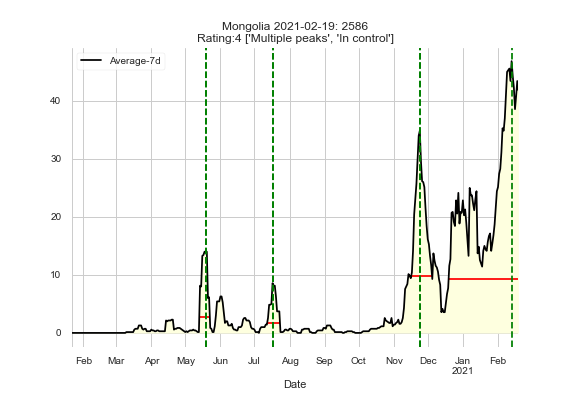 Mongolia 2021-02-19: 2586
Rating:4 ['Multiple peaks', 'In control']
Average-7d
40
30
20
10
0
Feb Mar Apr May Jun Jul Aug Sep Oct Nov Dec Jan Feb
2021
Date